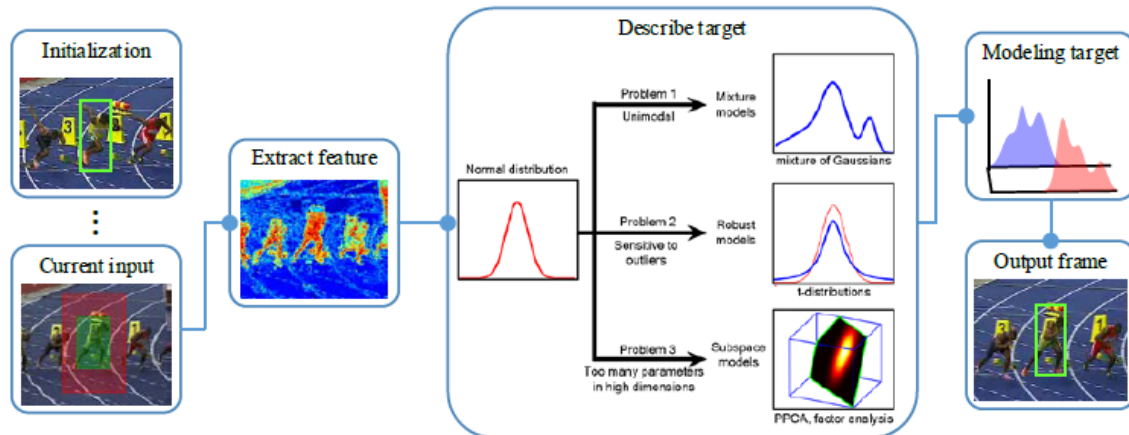 Initialization
3
⋮
Current input
Extract feature
Describe target
Normal distribution
Problem 1
Unimodal
Mixture
models
mixture of Gaussians
Problem 2
Sensitive to
outliers
Robust
models
t-distributions
Problem 3
Too many parameters
in high dimensions
Subspace
models
PPCA, factor analysis
Modeling target
Output frame
3